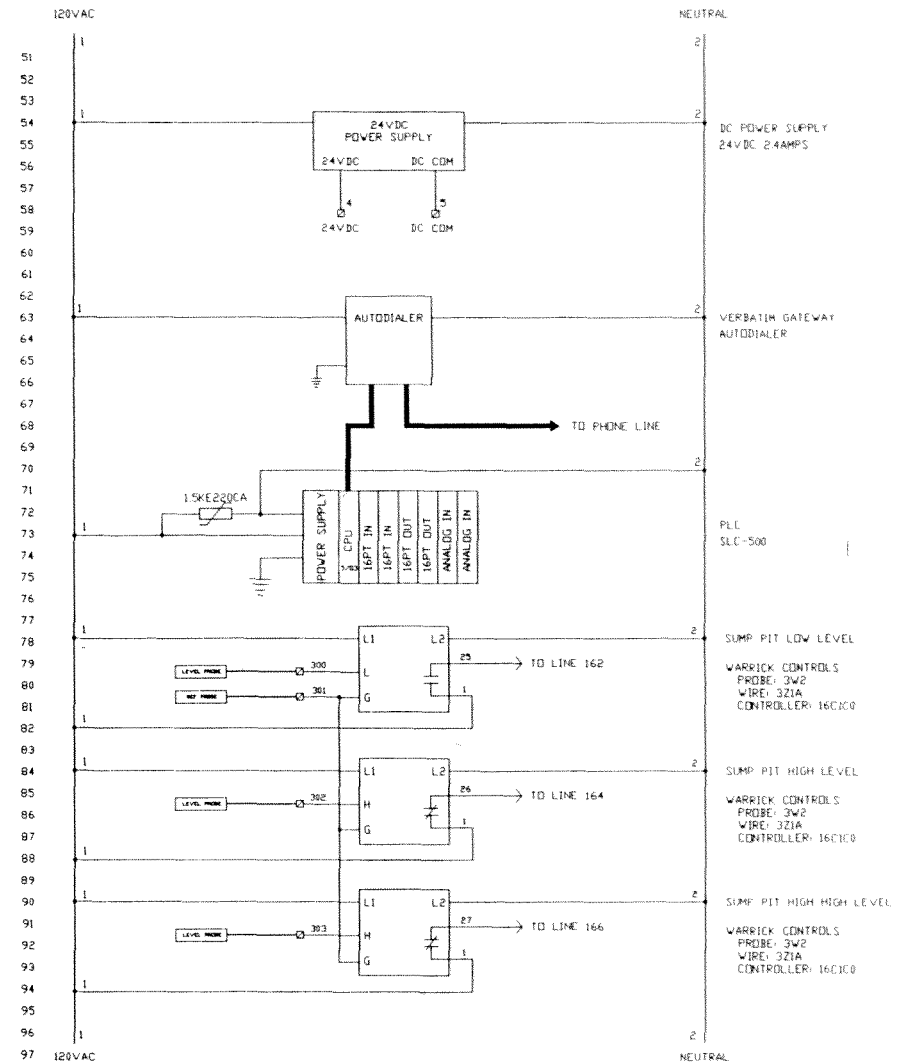 120VAC NEUTRAL
1 2
51
52
53
54 1 2
24VDC
POWER SUPPLY
24VDC DC COM
DC POWER SUPPLY
24VDC 2.4AMPS
55
56
57
4 5
58
24VDC DC COM
59
60
61
62
63 1 2
AUTODIALER
VERBATIM GATEWAY
AUTODIALER
64
65
66
67
68
TO PHONE LINE
69
70 2
71
1.5KE220CA
72
73 1
POWER SUPPLY
CPU
16PT IN
16PT IN
16PT OUT
16PT OUT
ANALOG IN
ANALOG IN
PLC
SLC-500
74
75
76
77
78 1 L1 L2 2
SUMP PIT LOW LEVEL
79
LEVEL PROBE 300 L 25 TO LINE 162
80
REF PROBE 301 G 1
WARRICK CONTROLS
PROBE: 3W2
WIRE: 3Z1A
CONTROLLER: 16C1C0
81
82 1
83
84 1 L1 L2 2
SUMP PIT HIGH LEVEL
85
26 TO LINE 164
86
LEVEL PROBE 302 H
87
G 1
WARRICK CONTROLS
PROBE: 3W2
WIRE: 3Z1A
CONTROLLER: 16C1C0
88 1
89
90 1 L1 L2 2
SUMP PIT HIGH HIGH LEVEL
91
27 TO LINE 166
92
LEVEL PROBE 303 H
93
G 1
WARRICK CONTROLS
PROBE: 3W2
WIRE: 3Z1A
CONTROLLER: 16C1C0
94 1
95
96 1 2
97 120VAC NEUTRAL